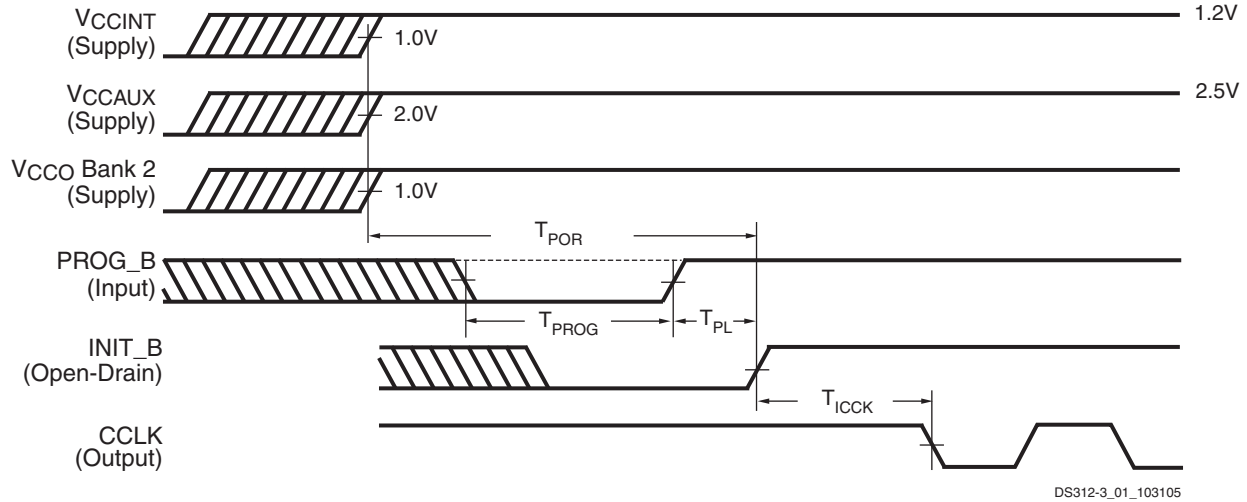 VCCINT
(Supply)
1.0V
1.2V
VCCAUX
(Supply)
2.0V
2.5V
VCCO Bank 2
(Supply)
1.0V
TPOR
PROG_B
(Input)
TPROG
TPL
INIT_B
(Open-Drain)
TICCK
CCLK
(Output)
DS312-3_01_103105